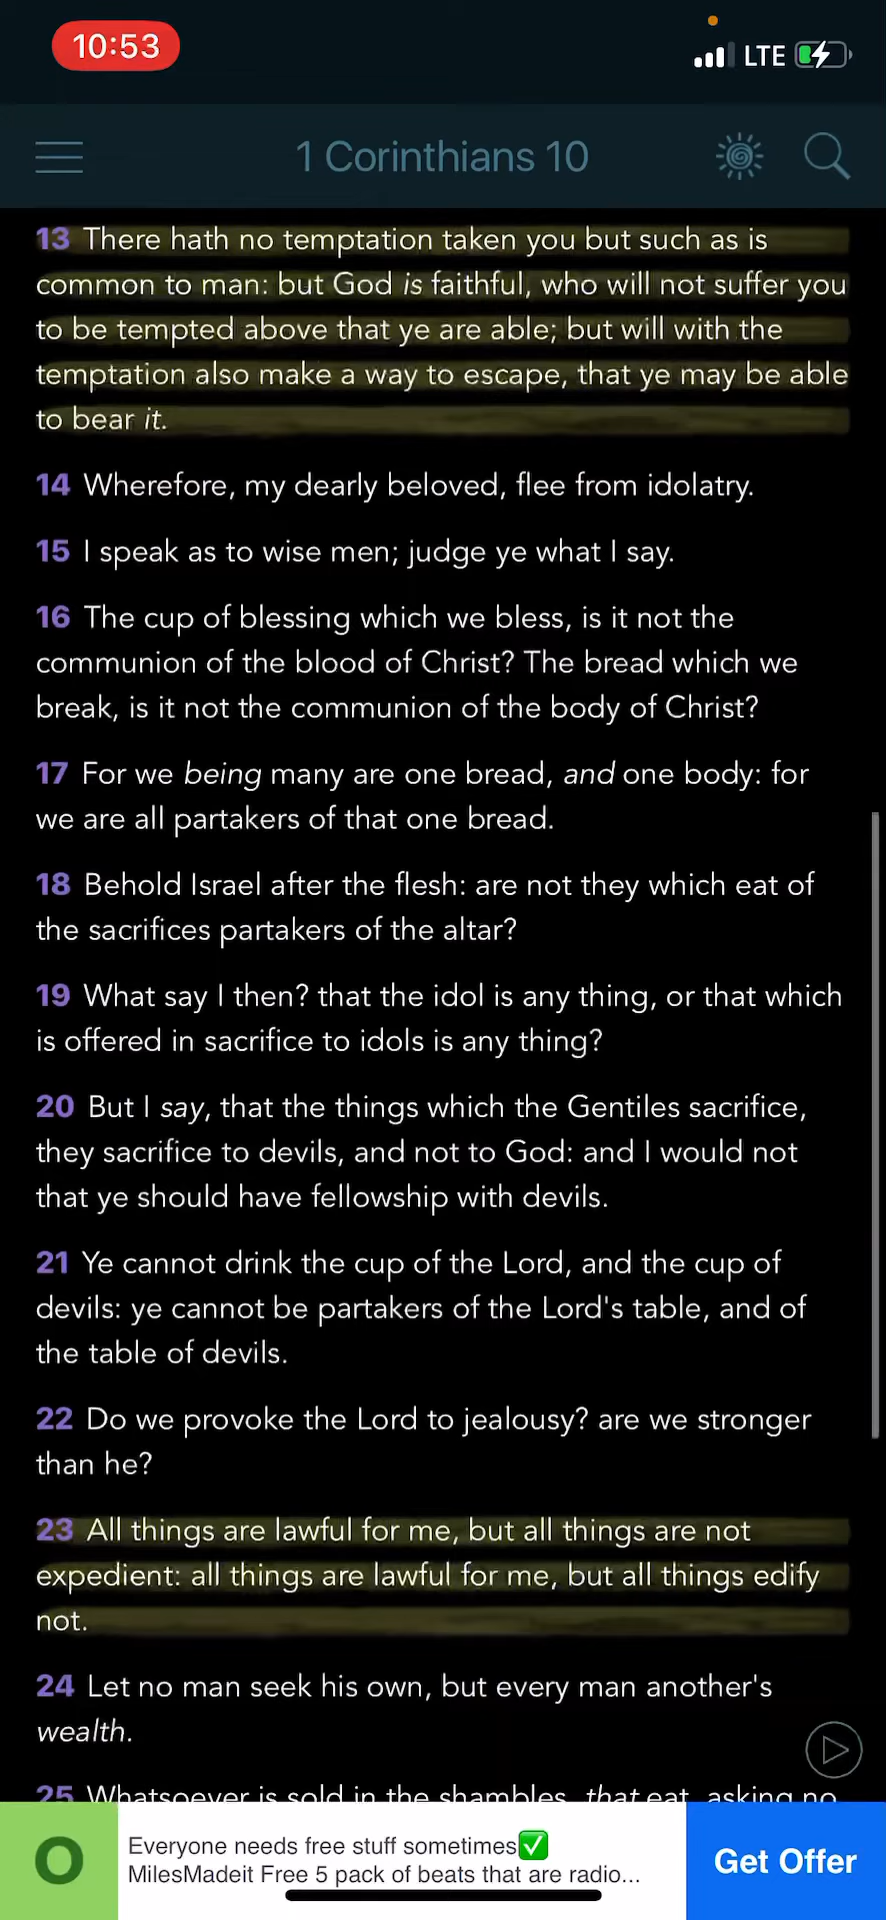 10:53
LTE
1 Corinthians 10
13 There hath no temptation taken you but such as is
common to man: but God is faithful, who will not suffer you
to be tempted above that ye are able; but will with the
temptation also make a way to escape, that ye may be able
to bear it.
14 Wherefore, my dearly beloved, flee from idolatry.
15 I speak as to wise men; judge ye what I say.
16 The cup of blessing which we bless, is it not the
communion of the blood of Christ? The bread which we
break, is it not the communion of the body of Christ?
17 For we being many are one bread, and one body: for
we are all partakers of that one bread.
18 Behold Israel after the flesh: are not they which eat of
the sacrifices partakers of the altar?
19 What say I then? that the idol is any thing, or that which
is offered in sacrifice to idols is any thing?
20 But I say, that the things which the Gentiles sacrifice,
they sacrifice to devils, and not to God: and I would not
that ye should have fellowship with devils.
21 Ye cannot drink the cup of the Lord, and the cup of
devils: ye cannot be partakers of the Lord's table, and of
the table of devils.
22 Do we provoke the Lord to jealousy? are we stronger
than he?
23 All things are lawful for me, but all things are not
expedient: all things are lawful for me, but all things edify
not.
24 Let no man seek his own, but every man another's
wealth.
25 Whatsoever is sold in the shambles, that eat, asking no
O
Everyone needs free stuff sometimes✅
MilesMadeit Free 5 pack of beats that are radio...
Get Offer